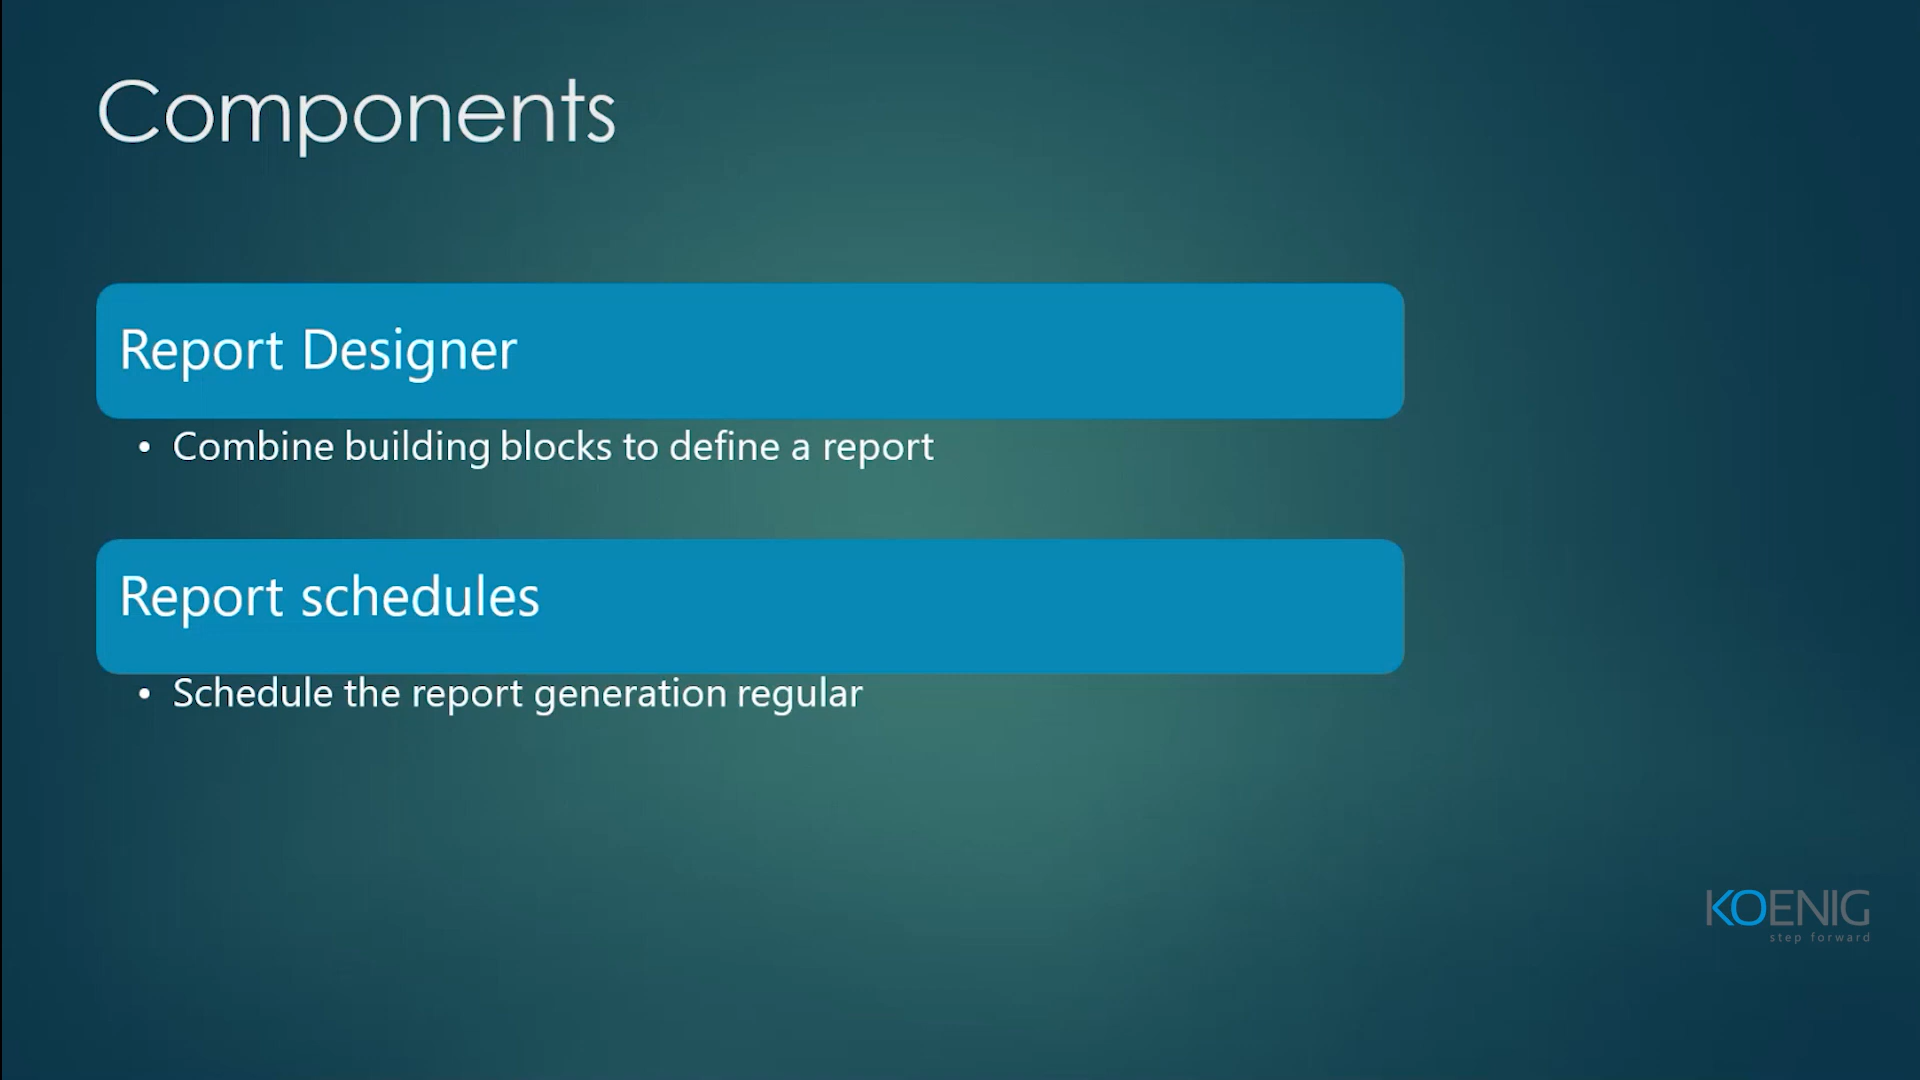 Components
Report Designer
• Combine building blocks to define a report
Report schedules
• Schedule the report generation regular
KOENIG
step forward